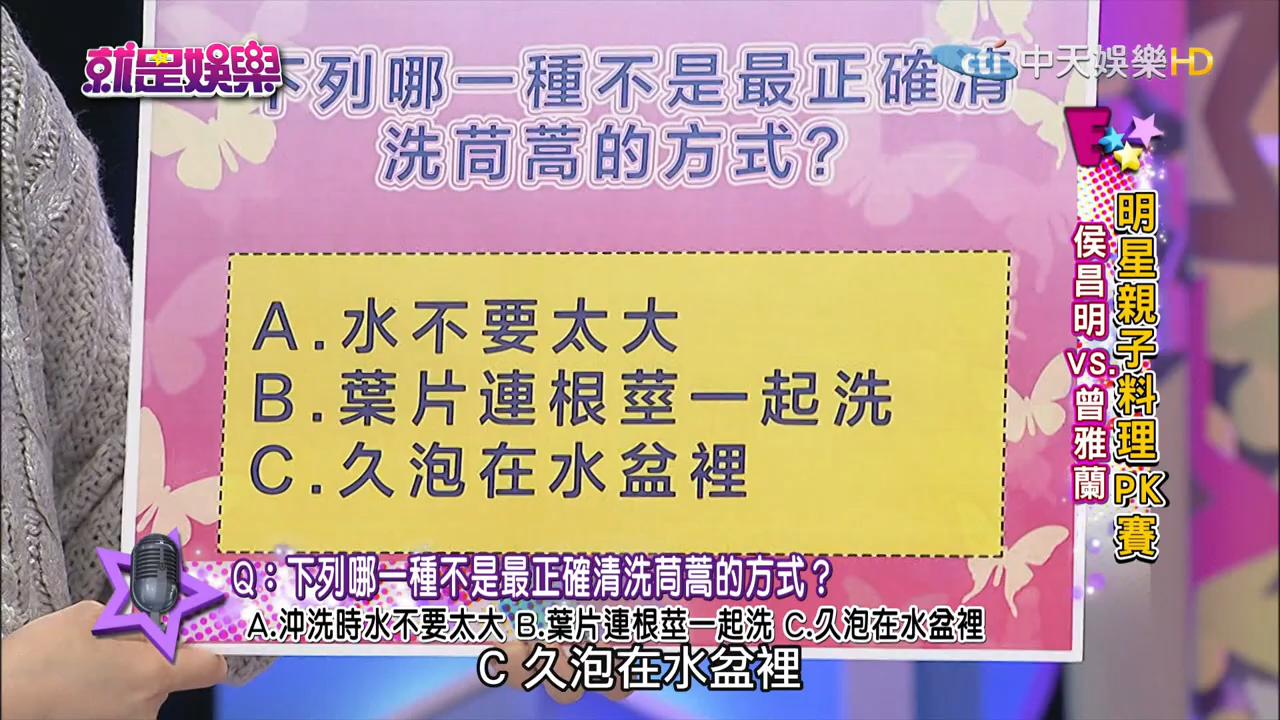 就是娛樂
cti 中天娛樂HD
下列哪一種不是最正確清
洗茼蒿的方式?
A.水不要太大
B.葉片連根莖一起洗
C.久泡在水盆裡
明星親子料理PK賽
侯昌明vs.曾雅蘭
Q:下列哪一種不是最正確清洗茼蒿的方式?
A.沖洗時水不要太大 B.葉片連根莖一起洗 C.久泡在水盆裡
C 久泡在水盆裡